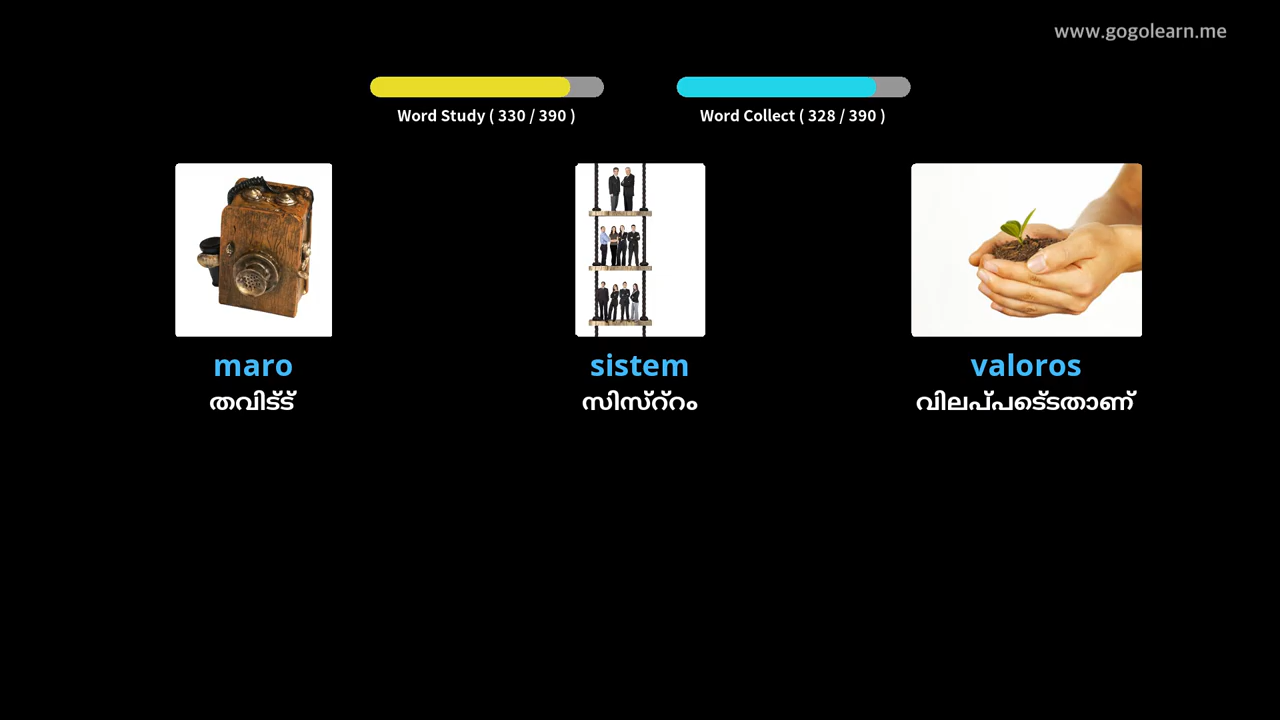 www.gogolearn.me
Word Study ( 330 / 390 )
Word Collect ( 328 / 390 )
maro
sistem
valoros
തവിട്ട്
സിസ്റ്റം
വിലപ്പെട്ടതാണ്